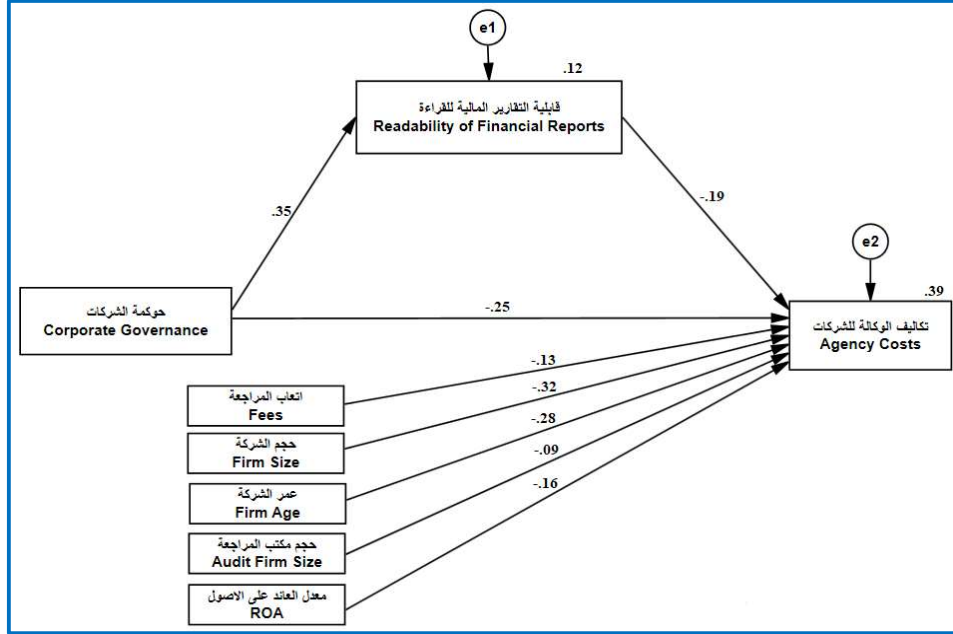 e1
.12
قابلية التقارير المالية للقراءة
Readability of Financial Reports
.35
-.19
e2
.39
حوكمة الشركات
Corporate Governance
-.25
تكاليف الوكالة للشركات
Agency Costs
-.13
-.32
-.28
-.09
-.16
اتعاب المراجعة
Fees
حجم الشركة
Firm Size
عمر الشركة
Firm Age
حجم مكتب المراجعة
Audit Firm Size
معدل العائد على الاصول
ROA